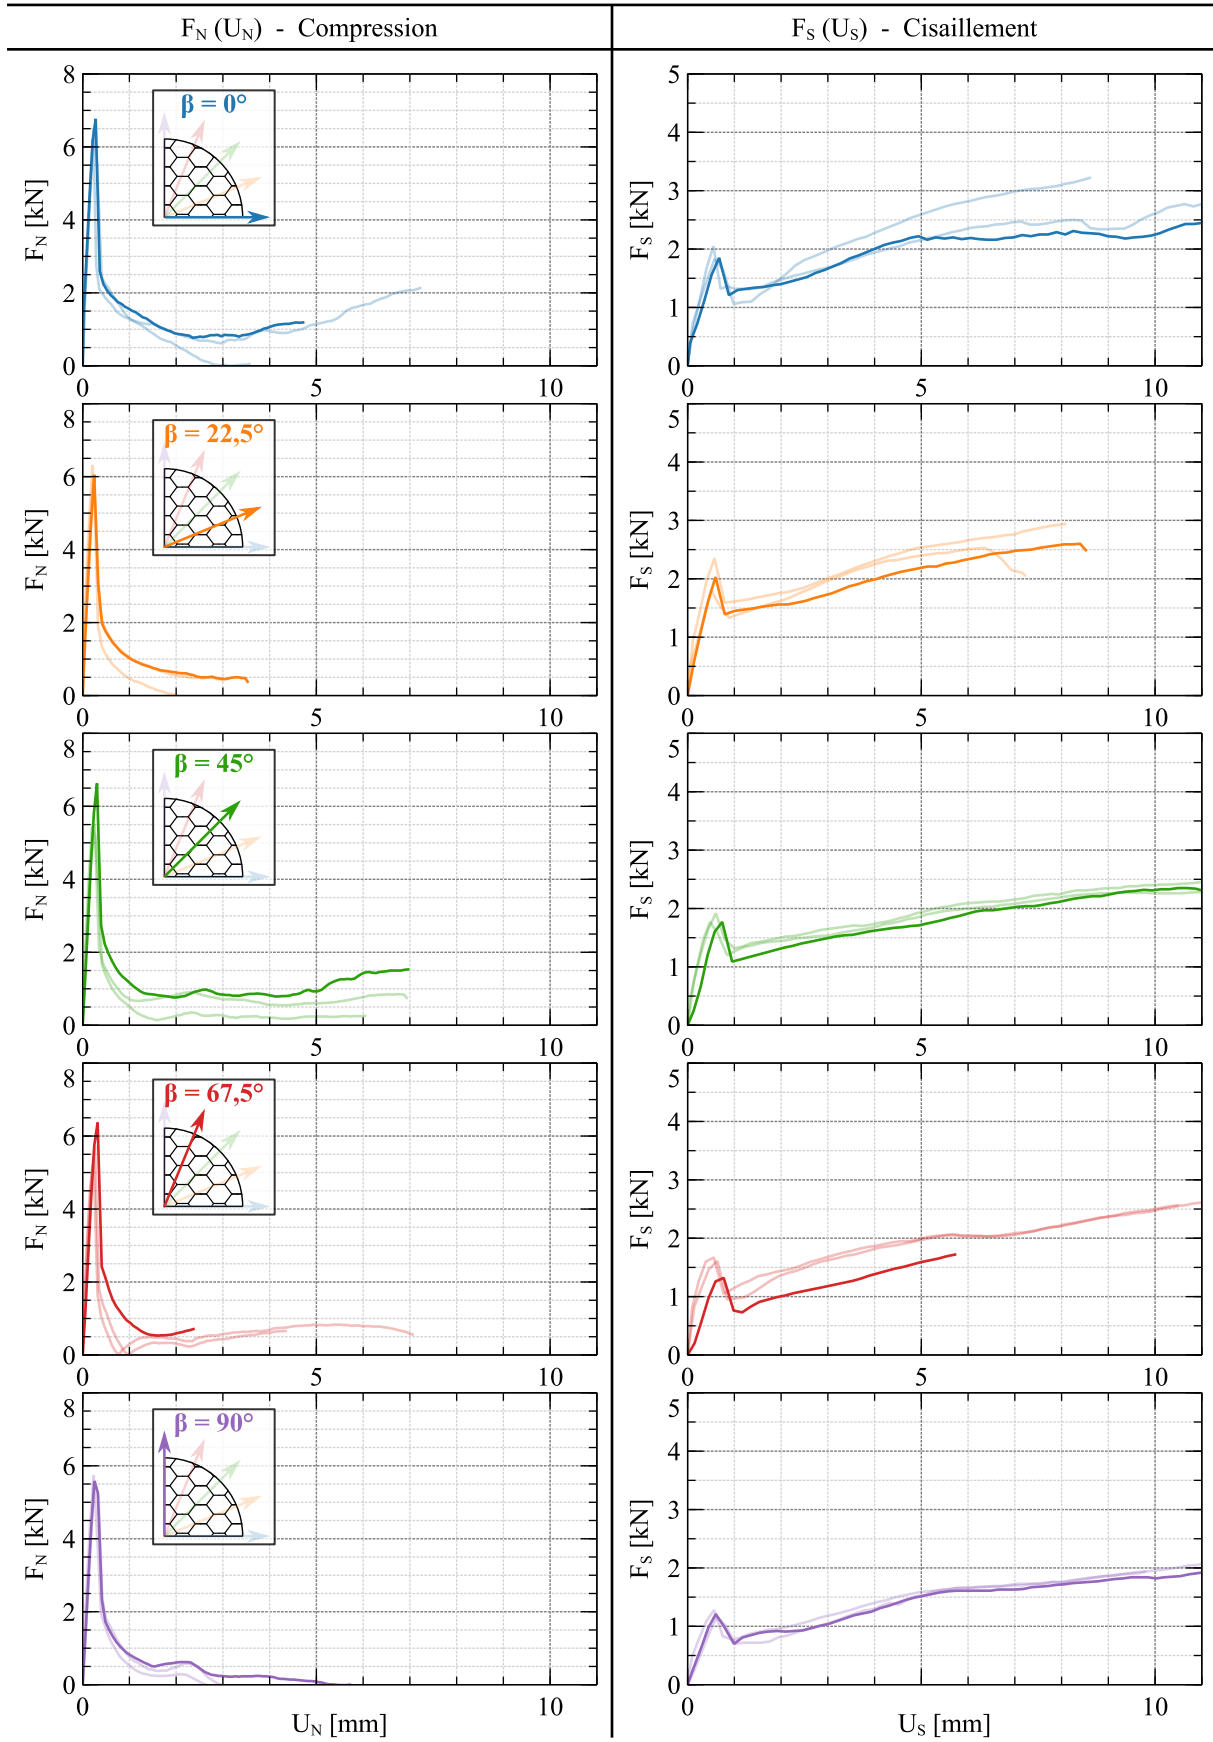 F_N (U_N) - Compression
F_S (U_S) - Cisaillement
F_N [kN]
8
6
4
2
0
β = 0°
0 5 10
F_S [kN]
5
4
3
2
1
0
0 5 10
F_N [kN]
8
6
4
2
0
β = 22,5°
0 5 10
F_S [kN]
5
4
3
2
1
0
0 5 10
F_N [kN]
8
6
4
2
0
β = 45°
0 5 10
F_S [kN]
5
4
3
2
1
0
0 5 10
F_N [kN]
8
6
4
2
0
β = 67,5°
0 5 10
F_S [kN]
5
4
3
2
1
0
0 5 10
F_N [kN]
8
6
4
2
0
β = 90°
0 5 10
U_N [mm]
F_S [kN]
5
4
3
2
1
0
0 5 10
U_S [mm]